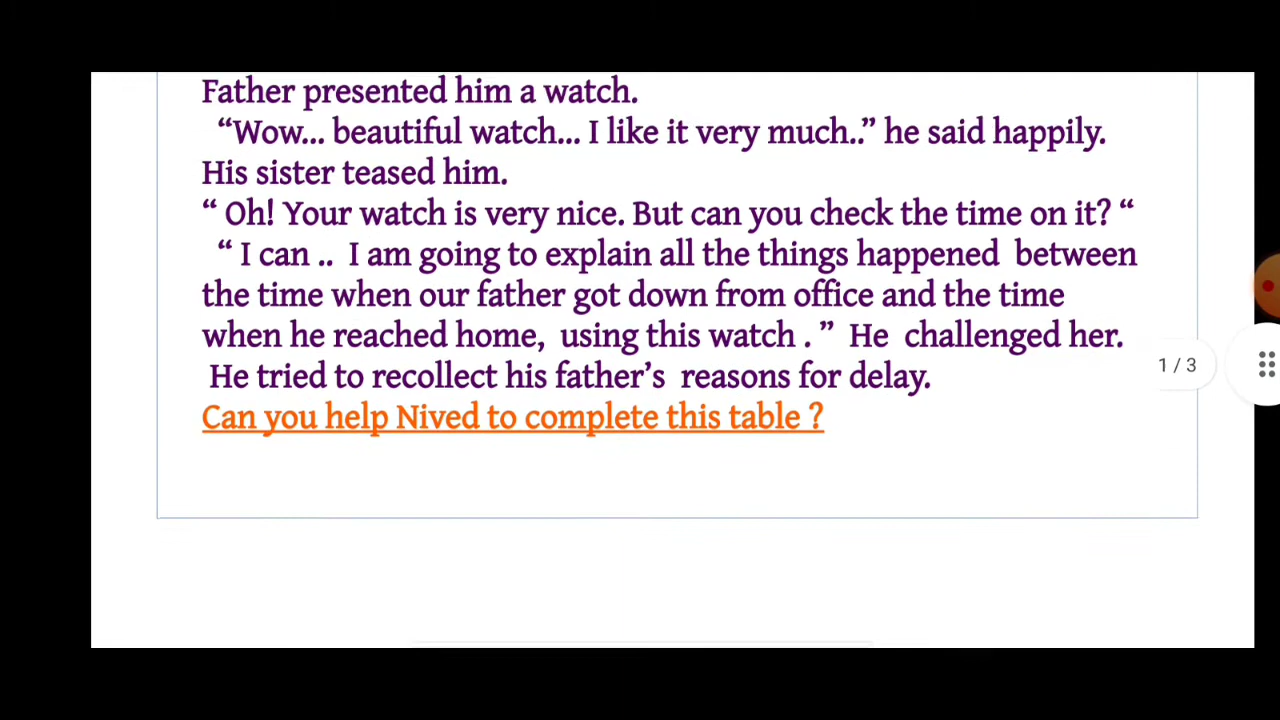 Father presented him a watch.
“Wow... beautiful watch... I like it very much..” he said happily.
His sister teased him.
“ Oh! Your watch is very nice. But can you check the time on it? “
“ I can .. I am going to explain all the things happened between
the time when our father got down from office and the time
when he reached home, using this watch . ” He challenged her.
He tried to recollect his father’s reasons for delay.
Can you help Nived to complete this table ?
1 / 3